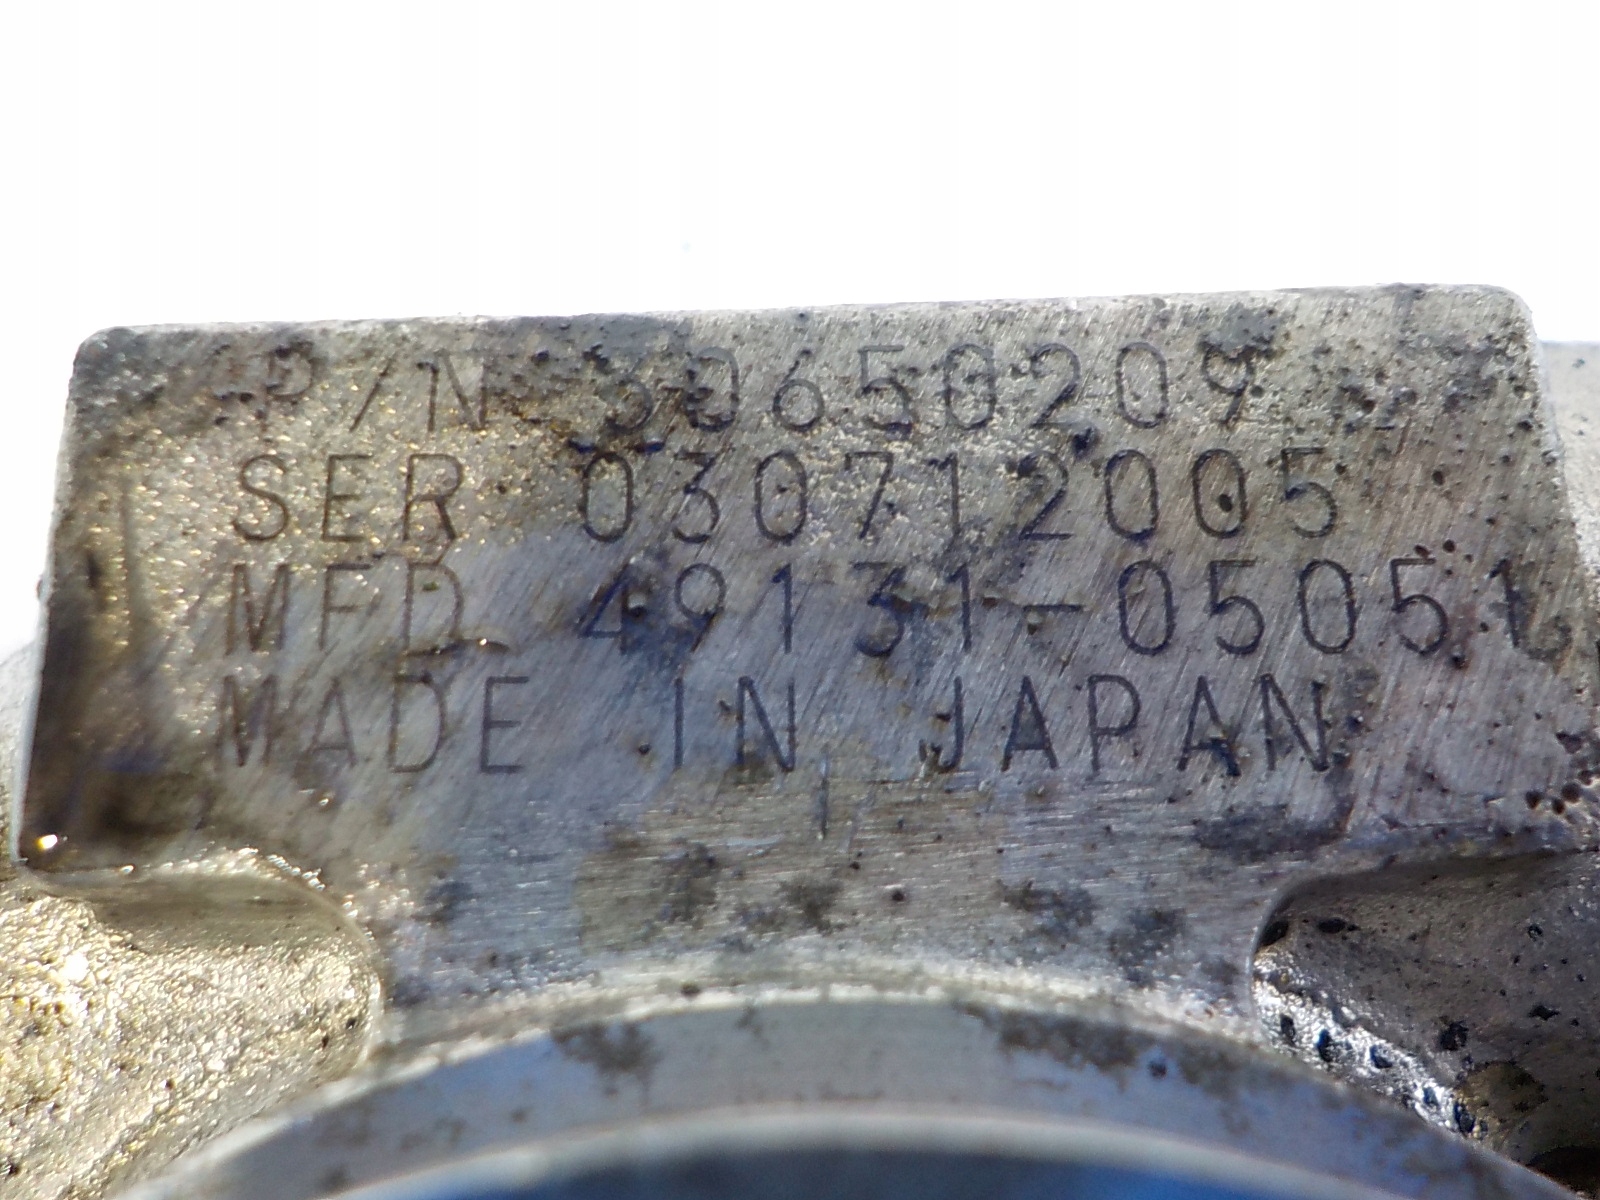 P/N 30650209
SER 030712005
MFD 49131-05051
MADE IN JAPAN